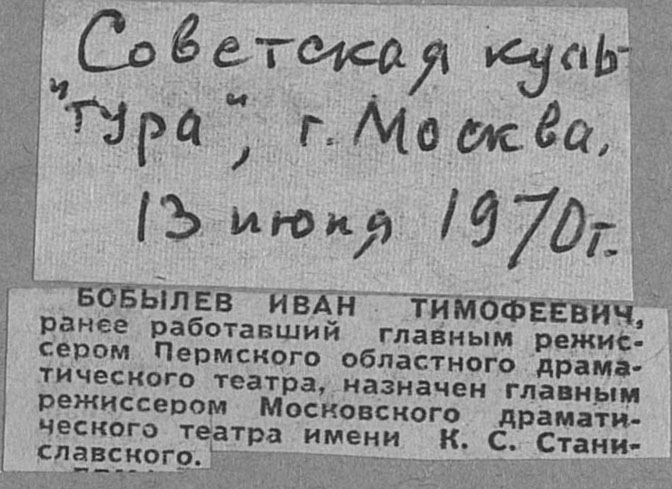 Советская куль-
"тура", г. Москва.
13 июня 1970г.
БОБЫЛЕВ ИВАН ТИМОФЕЕВИЧ,
ранее работавший главным режис-
сером Пермского областного драма-
тического театра, назначен главным
режиссером Московского драмати-
ческого театра имени К. С. Стани-
славского.